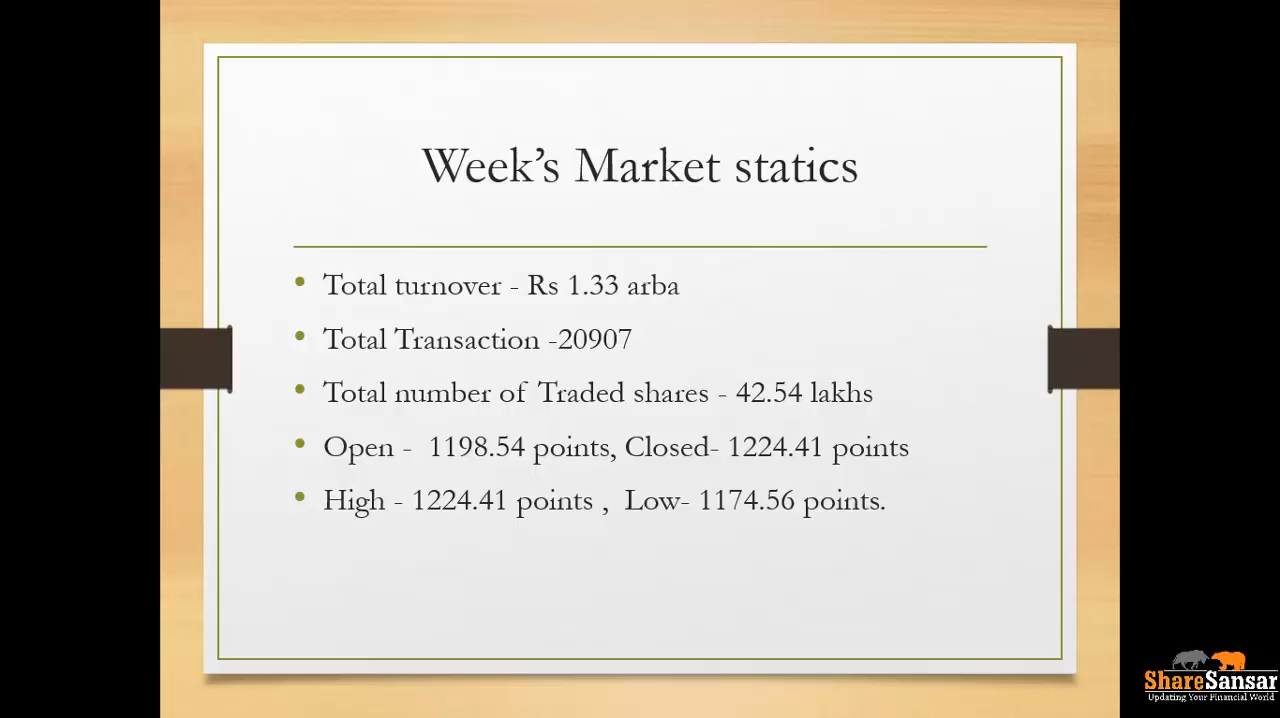 Week’s Market statics
• Total turnover - Rs 1.33 arba
• Total Transaction -20907
• Total number of Traded shares - 42.54 lakhs
• Open - 1198.54 points, Closed- 1224.41 points
• High - 1224.41 points , Low- 1174.56 points.
ShareSansar
Updating Your Financial World